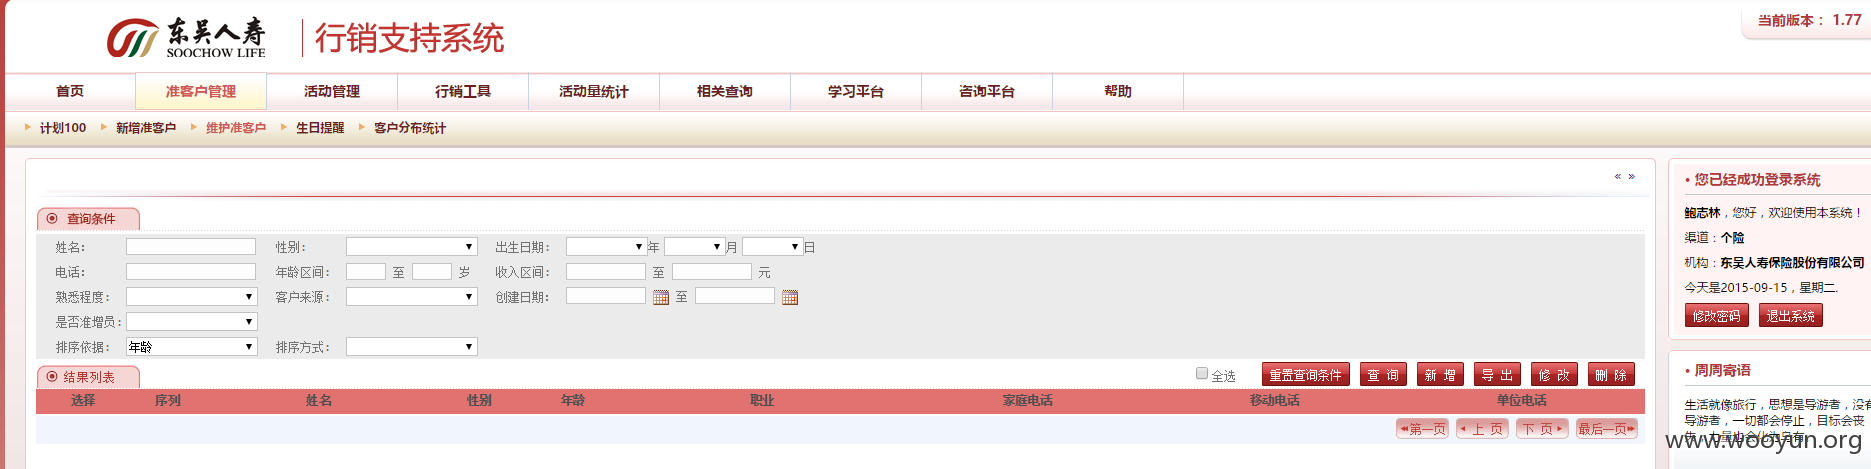 东吴人寿
SOOCHOW LIFE
行销支持系统
当前版本： 1.77
首页 准客户管理 活动管理 行销工具 活动量统计 相关查询 学习平台 咨询平台 帮助
计划100 新增准客户 维护准客户 生日提醒 客户分布统计
« »
查询条件
姓名： 性别： 出生日期： 年 月 日
电话： 年龄区间： 至 岁 收入区间： 至 元
熟悉程度： 客户来源： 创建日期： 至
是否准增员：
排序依据： 年龄 排序方式：
结果列表 全选 重置查询条件 查 询 新 增 导 出 修 改 删 除
选择 序列 姓名 性别 年龄 职业 家庭电话 移动电话 单位电话
第一页 上 页 下 页 最后一页
• 您已经成功登录系统
鲍志林，您好，欢迎使用本系统！
渠道：个险
机构：东吴人寿保险股份有限公司
今天是2015-09-15，星期二.
修改密码 退出系统
• 周周寄语
生活就像旅行，思想是导游者，没有
导游者，一切都会停止，目标会丧
失，力量也会化为乌有
www.wooyun.org